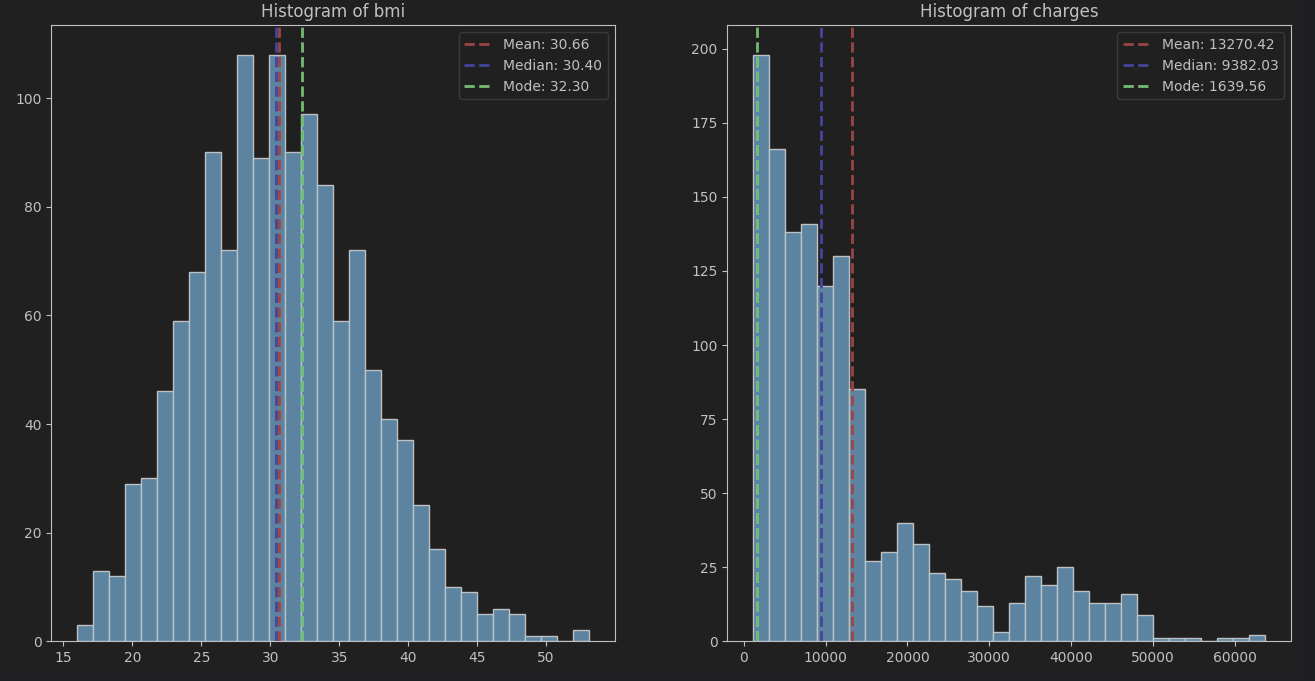 Histogram of bmi
Mean: 30.66
Median: 30.40
Mode: 32.30
100
80
60
40
20
0
15 20 25 30 35 40 45 50
Histogram of charges
Mean: 13270.42
Median: 9382.03
Mode: 1639.56
200
175
150
125
100
75
50
25
0
0 10000 20000 30000 40000 50000 60000